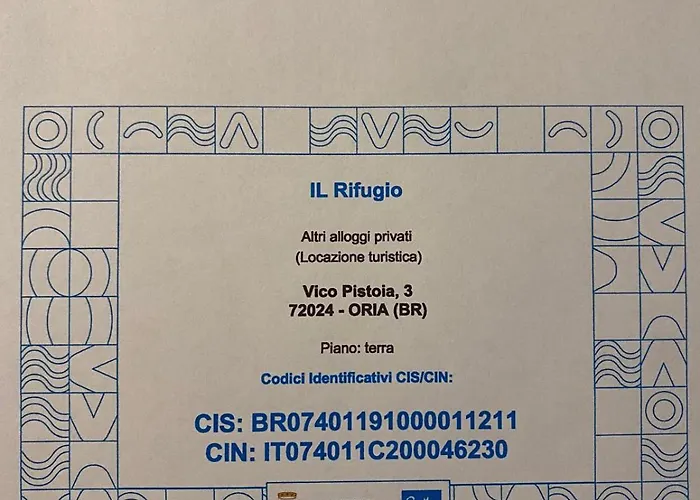 IL Rifugio
Altri alloggi privati
(Locazione turistica)
Vico Pistoia, 3
72024 - ORIA (BR)
Piano: terra
Codici Identificativi CIS/CIN:
CIS: BR07401191000011211
CIN: IT074011C200046230